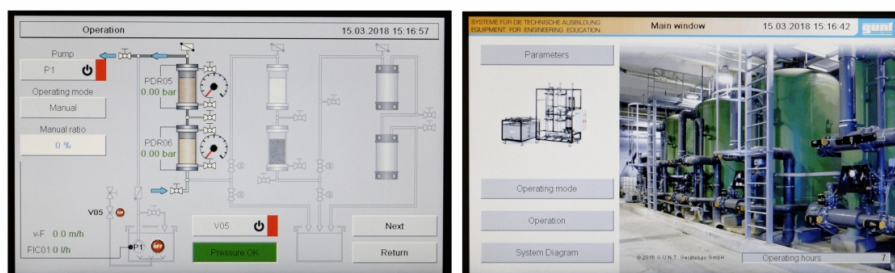 Operation
15.03.2018 15:16:57
Pump
P1
Operating mode
Manual
Manual ratio
0 %
PDR05
0.00 bar
PDR06
0.00 bar
V05
v-F 0.0 m/h
FIC01 0 l/h
P1
OFF
V05
Pressure OK
Next
Return
SYSTEME FÜR DIE TECHNISCHE AUSBILDUNG
EQUIPMENT FOR ENGINEERING EDUCATION
Main window
15.03.2018 15:16:42
gunt
Parameters
Operating mode
Operation
System Diagram
Operating hours